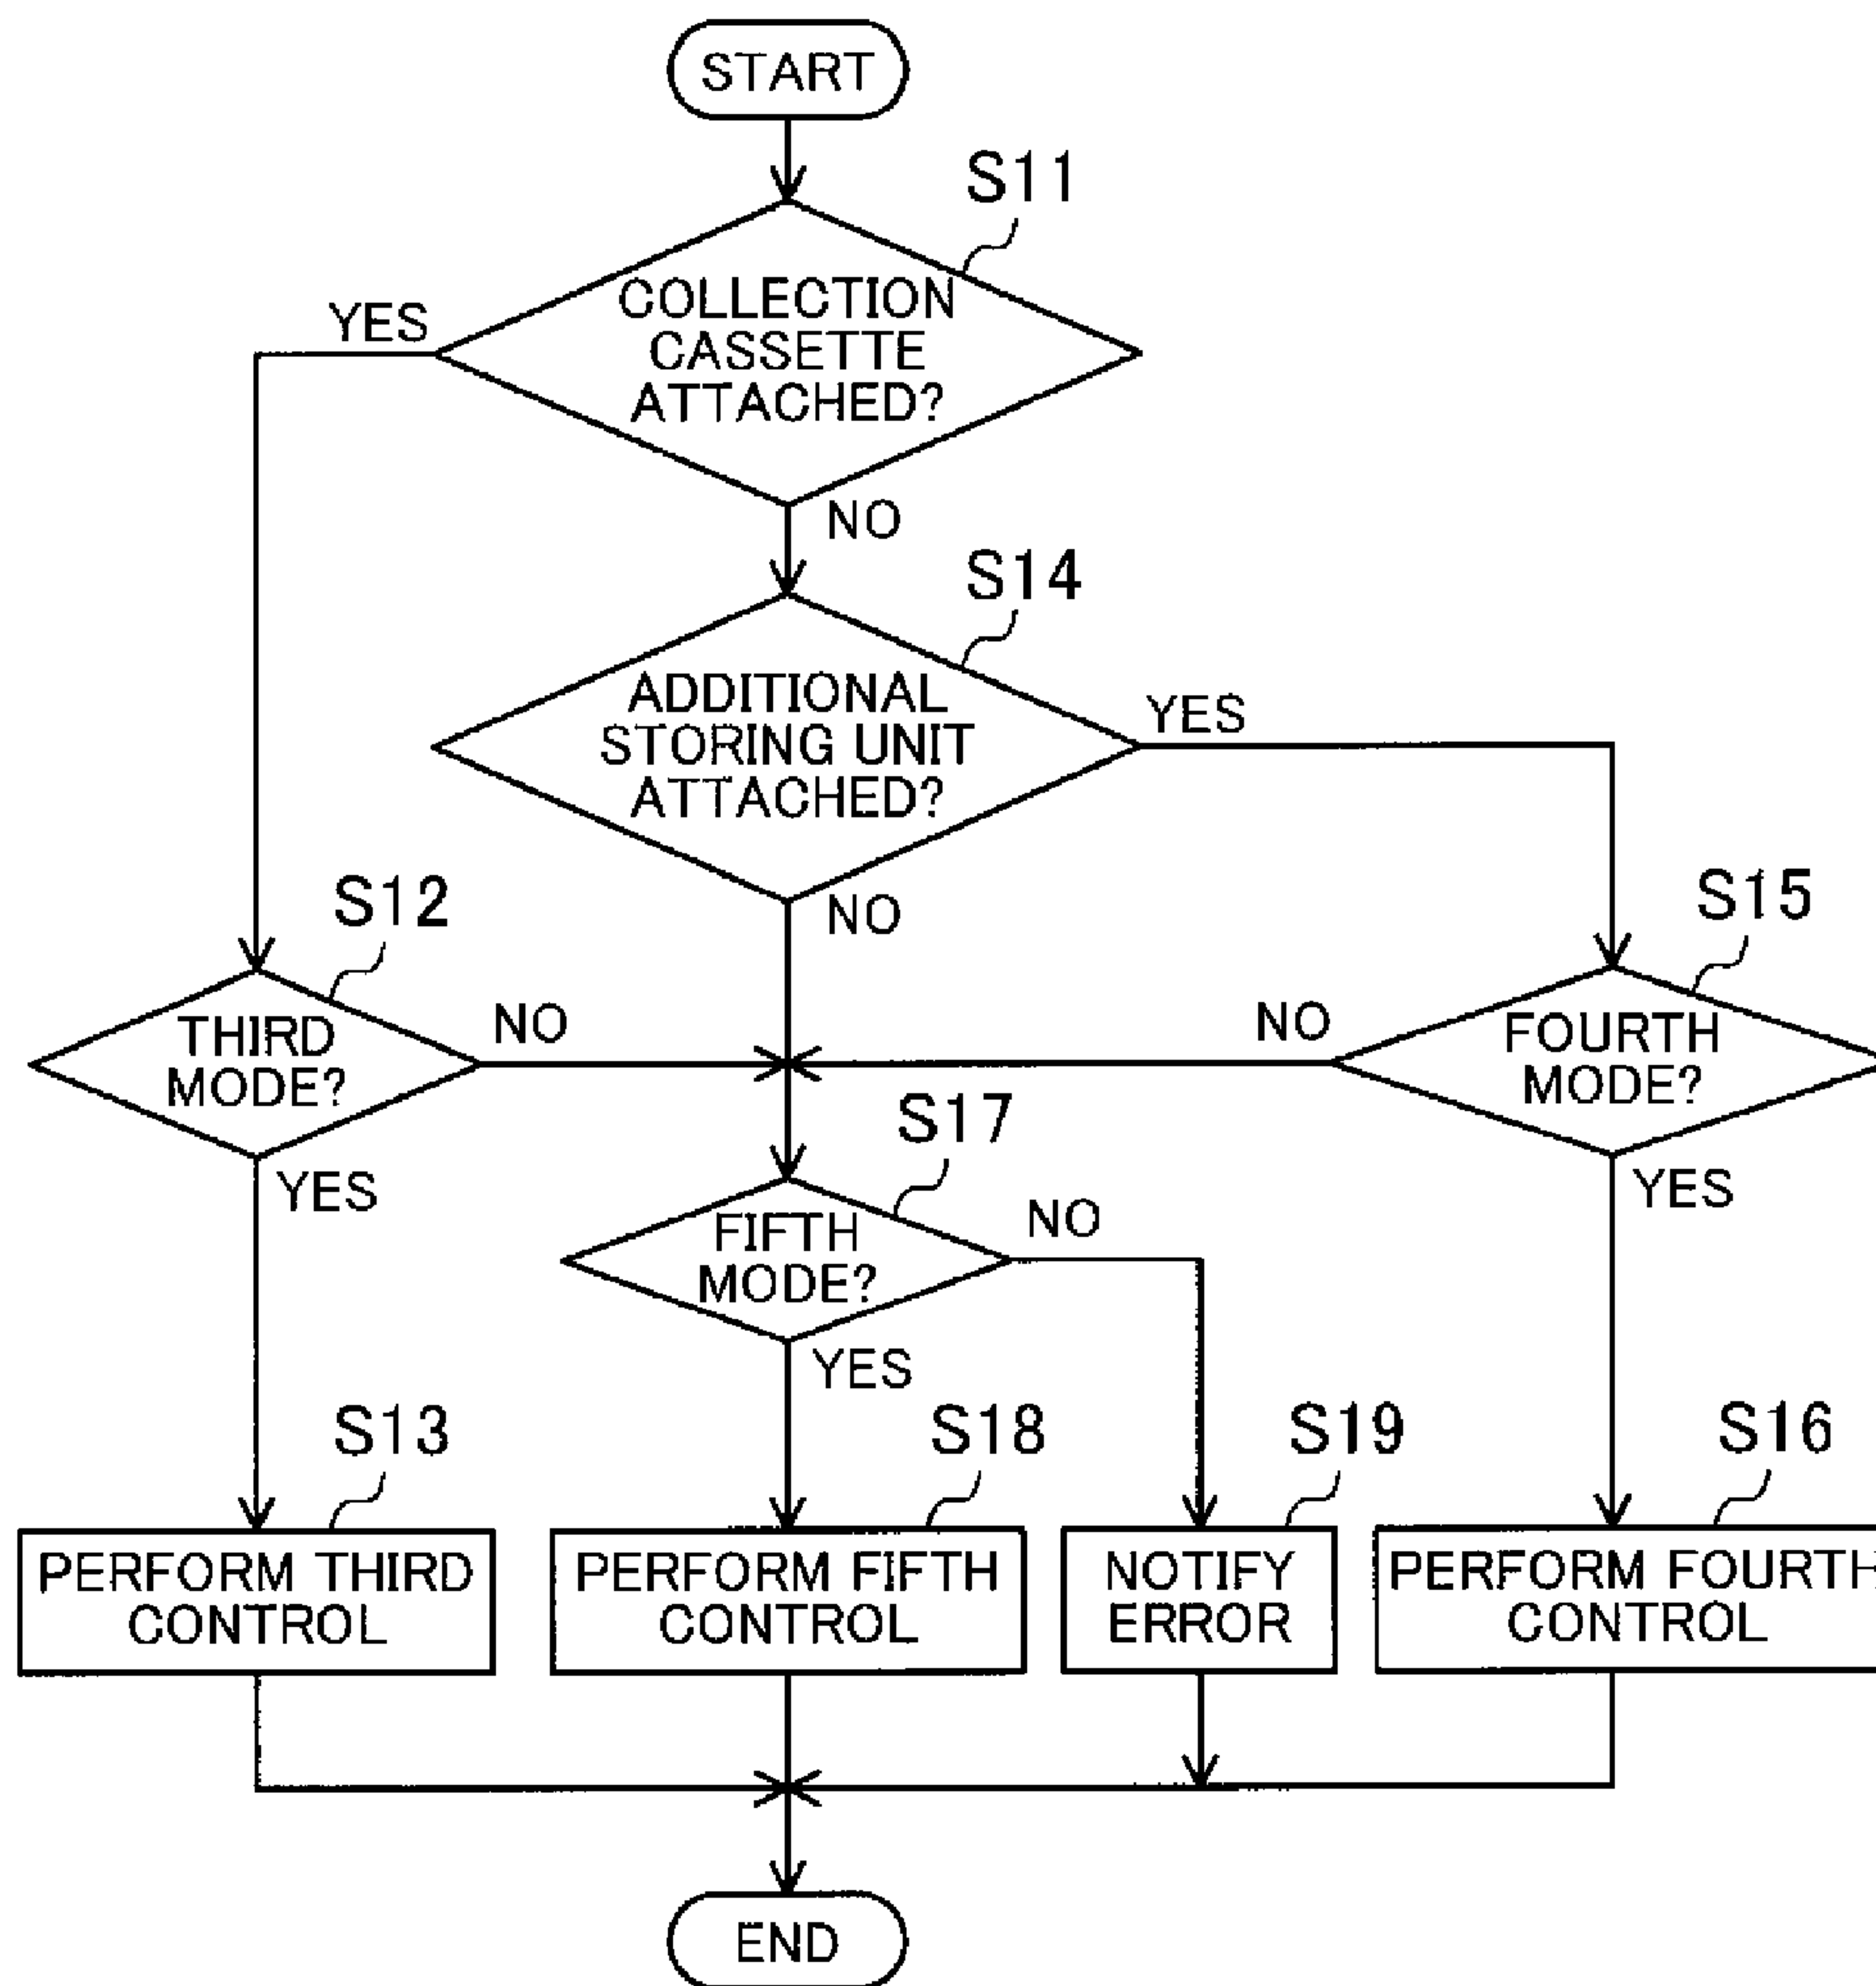 START
S11
COLLECTION
CASSETTE
ATTACHED?
YES
NO
S14
ADDITIONAL
STORING UNIT
ATTACHED?
YES
NO
S12
THIRD
MODE?
NO
YES
S15
FOURTH
MODE?
NO
YES
S17
FIFTH
MODE?
NO
YES
S13
PERFORM THIRD
CONTROL
S18
PERFORM FIFTH
CONTROL
S19
NOTIFY
ERROR
S16
PERFORM FOURTH
CONTROL
END